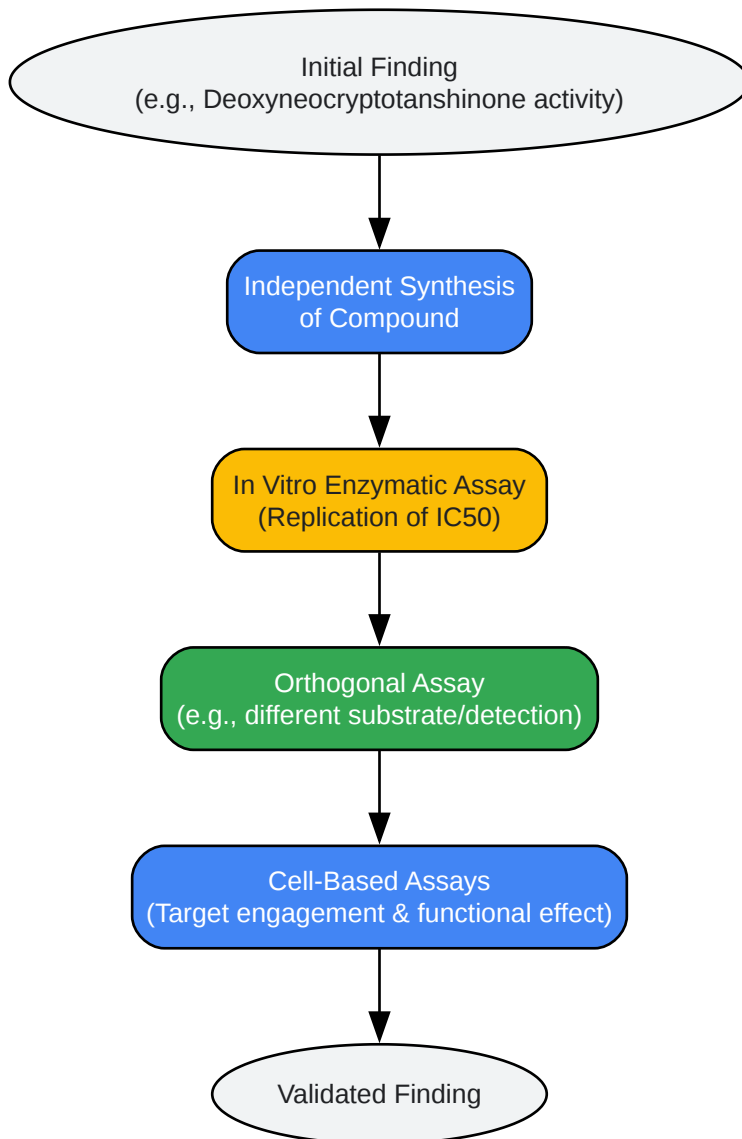 Initial Finding
(e.g., Deoxyneocryptotanshinone activity)
Independent Synthesis
of Compound
In Vitro Enzymatic Assay
(Replication of IC50)
Orthogonal Assay
(e.g., different substrate/detection)
Cell-Based Assays
(Target engagement & functional effect)
Validated Finding